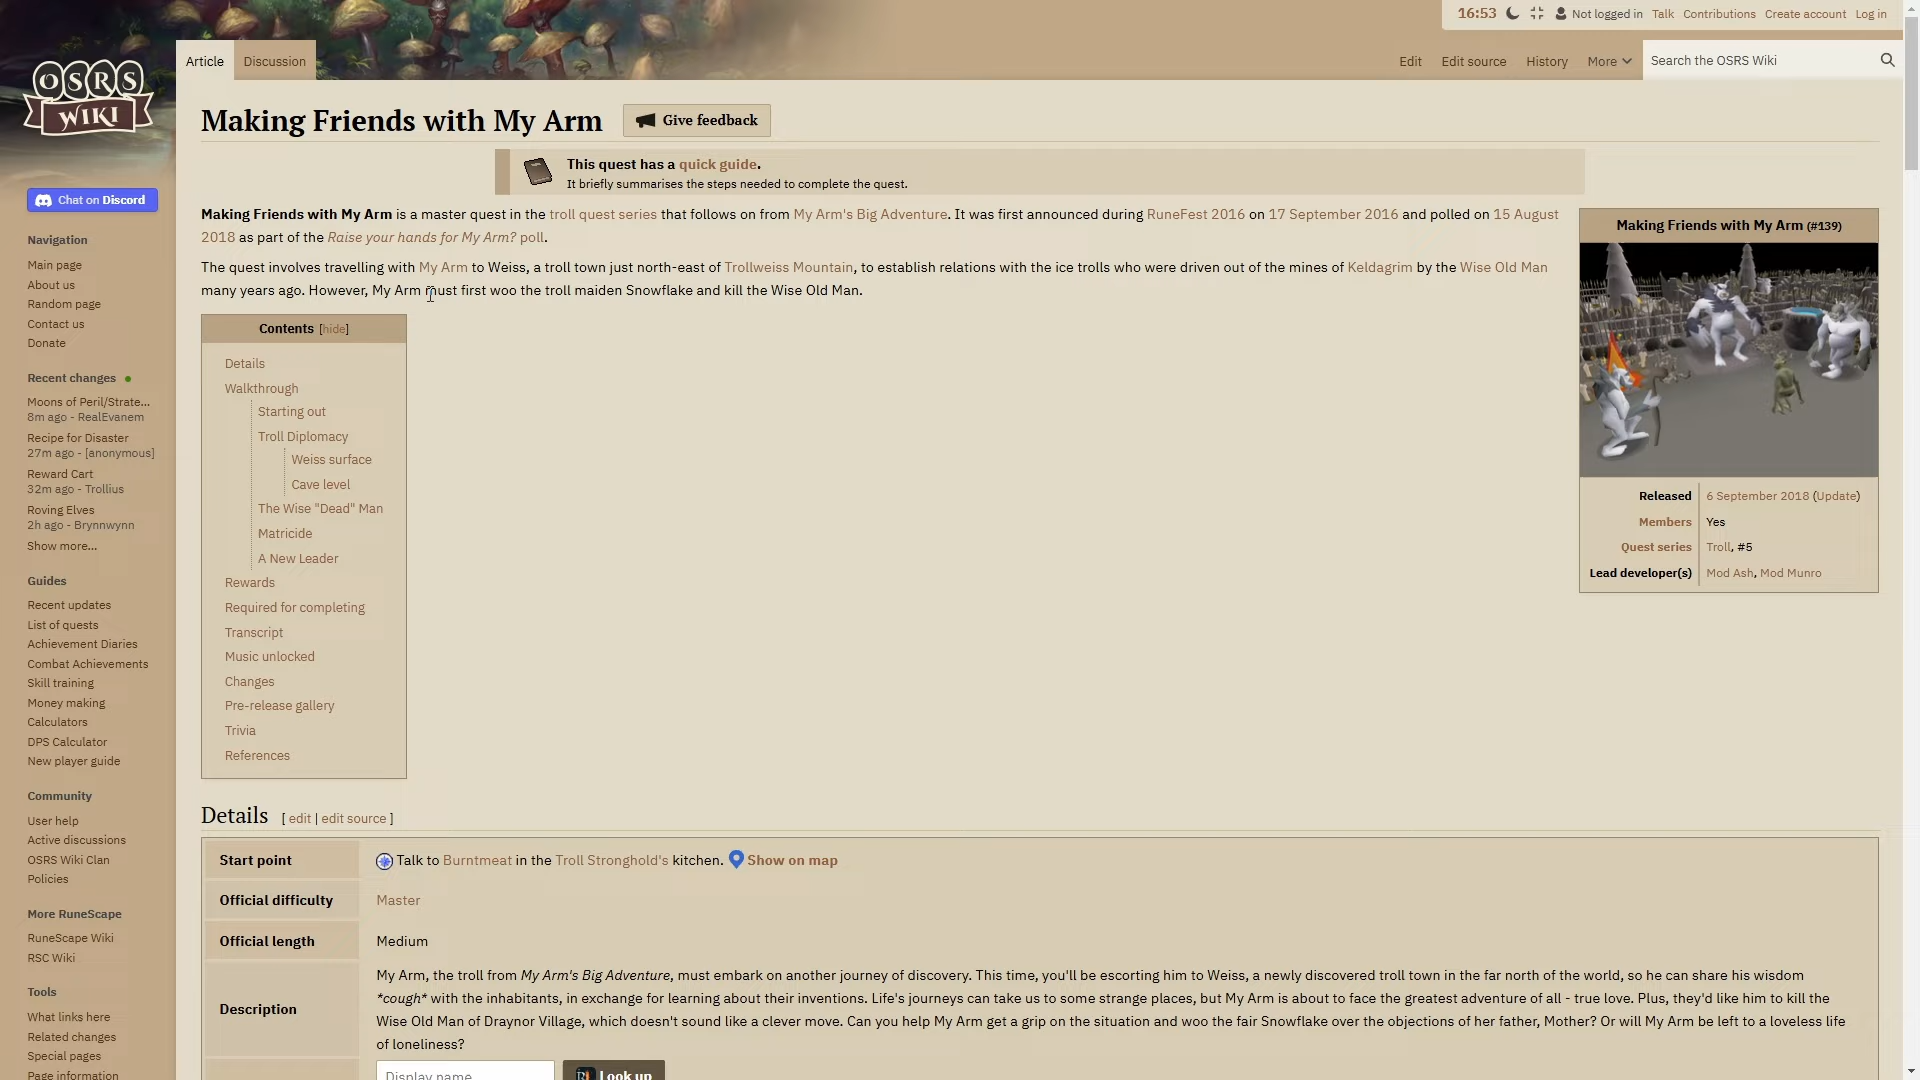 16:53 Not logged in Talk Contributions Create account Log in
OSRS
WIKI
Article Discussion Edit Edit source History More Search the OSRS Wiki
Making Friends with My Arm Give feedback
This quest has a quick guide.
It briefly summarises the steps needed to complete the quest.
Making Friends with My Arm is a master quest in the troll quest series that follows on from My Arm's Big Adventure. It was first announced during RuneFest 2016 on 17 September 2016 and polled on 15 August
2018 as part of the Raise your hands for My Arm? poll.
The quest involves travelling with My Arm to Weiss, a troll town just north-east of Trollweiss Mountain, to establish relations with the ice trolls who were driven out of the mines of Keldagrim by the Wise Old Man
many years ago. However, My Arm must first woo the troll maiden Snowflake and kill the Wise Old Man.
Making Friends with My Arm (#139)
Released 6 September 2018 (Update)
Members Yes
Quest series Troll, #5
Lead developer(s) Mod Ash, Mod Munro
Chat on Discord
Navigation
Main page
About us
Random page
Contact us
Donate
Recent changes
Moons of Peril/Strate...
8m ago - RealEvanem
Recipe for Disaster
27m ago - [anonymous]
Reward Cart
32m ago - Trollius
Roving Elves
2h ago - Brynnwynn
Show more...
Guides
Recent updates
List of quests
Achievement Diaries
Combat Achievements
Skill training
Money making
Calculators
DPS Calculator
New player guide
Community
User help
Active discussions
OSRS Wiki Clan
Policies
More RuneScape
RuneScape Wiki
RSC Wiki
Tools
What links here
Related changes
Special pages
Page information
Contents [hide]
Details
Walkthrough
Starting out
Troll Diplomacy
Weiss surface
Cave level
The Wise "Dead" Man
Matricide
A New Leader
Rewards
Required for completing
Transcript
Music unlocked
Changes
Pre-release gallery
Trivia
References
Details [ edit | edit source ]
Start point Talk to Burntmeat in the Troll Stronghold's kitchen. Show on map
Official difficulty Master
Official length Medium
Description
My Arm, the troll from My Arm's Big Adventure, must embark on another journey of discovery. This time, you'll be escorting him to Weiss, a newly discovered troll town in the far north of the world, so he can share his wisdom
*cough* with the inhabitants, in exchange for learning about their inventions. Life's journeys can take us to some strange places, but My Arm is about to face the greatest adventure of all - true love. Plus, they'd like him to kill the
Wise Old Man of Draynor Village, which doesn't sound like a clever move. Can you help My Arm get a grip on the situation and woo the fair Snowflake over the objections of her father, Mother? Or will My Arm be left to a loveless life
of loneliness?
Display name Look up